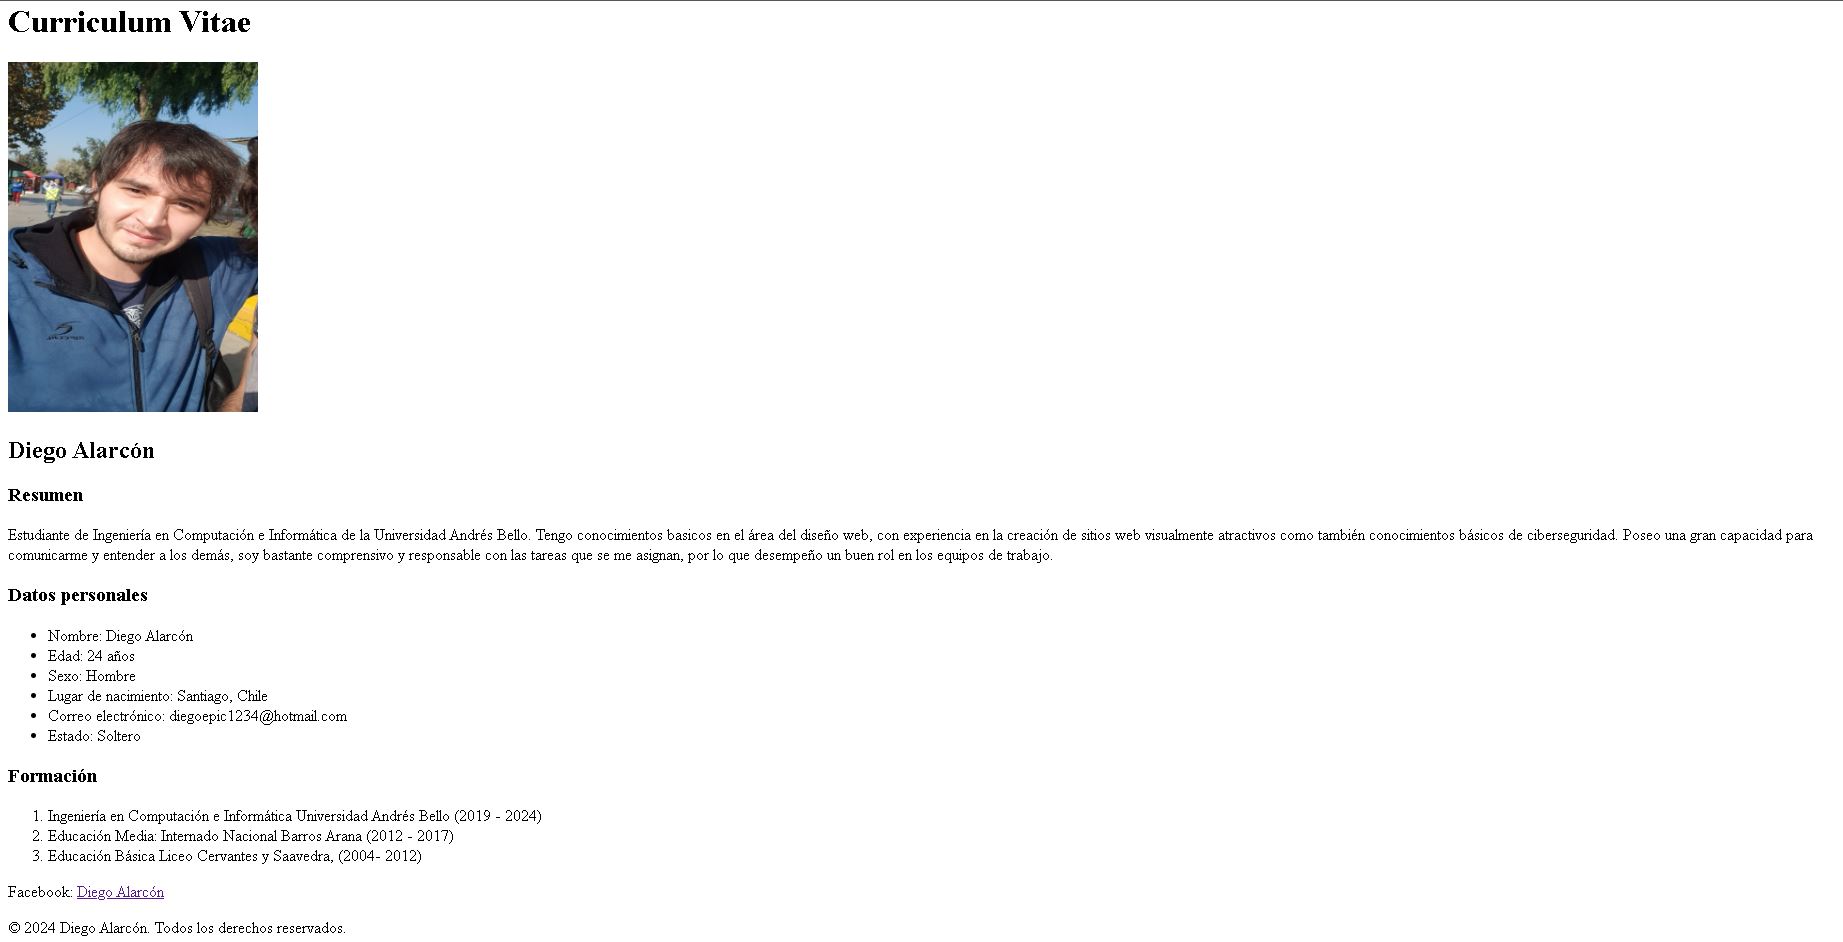 Curriculum Vitae
Diego Alarcón
Resumen
Estudiante de Ingeniería en Computación e Informática de la Universidad Andrés Bello. Tengo conocimientos basicos en el área del diseño web, con experiencia en la creación de sitios web visualmente atractivos como también conocimientos básicos de ciberseguridad. Poseo una gran capacidad para
comunicarme y entender a los demás, soy bastante comprensivo y responsable con las tareas que se me asignan, por lo que desempeño un buen rol en los equipos de trabajo.
Datos personales
• Nombre: Diego Alarcón
• Edad: 24 años
• Sexo: Hombre
• Lugar de nacimiento: Santiago, Chile
• Correo electrónico: diegoepic1234@hotmail.com
• Estado: Soltero
Formación
1. Ingeniería en Computación e Informática Universidad Andrés Bello (2019 - 2024)
2. Educación Media: Internado Nacional Barros Arana (2012 - 2017)
3. Educación Básica Liceo Cervantes y Saavedra, (2004- 2012)
Facebook: Diego Alarcón
© 2024 Diego Alarcón. Todos los derechos reservados.